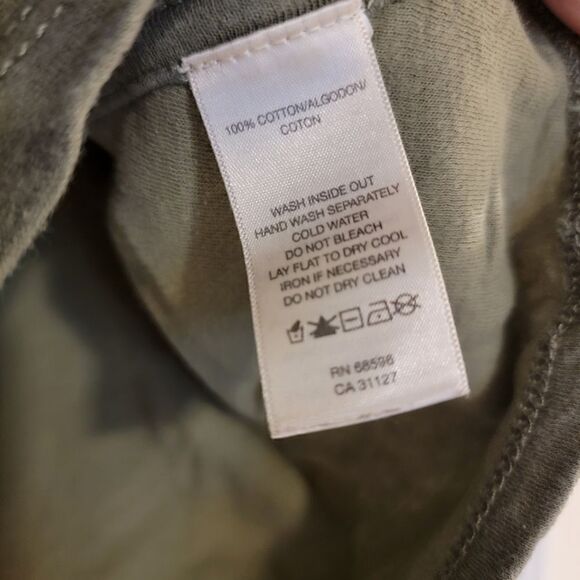 100% COTTON/ALGODON/
COTON
WASH INSIDE OUT
HAND WASH SEPARATELY
COLD WATER
DO NOT BLEACH
LAY FLAT TO DRY COOL
IRON IF NECESSARY
DO NOT DRY CLEAN
RN 68596
CA 31127